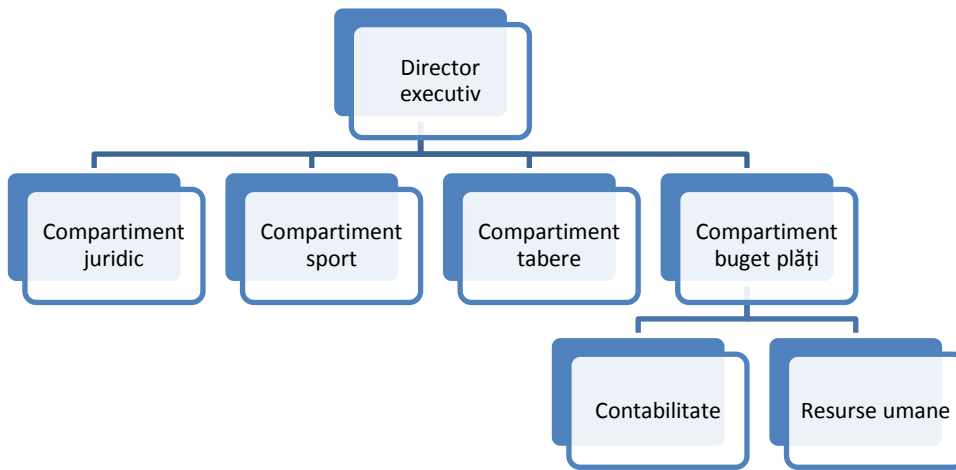 Director
executiv
Compartiment
juridic
Compartiment
sport
Compartiment
tabere
Compartiment
buget plăți
Contabilitate
Resurse umane